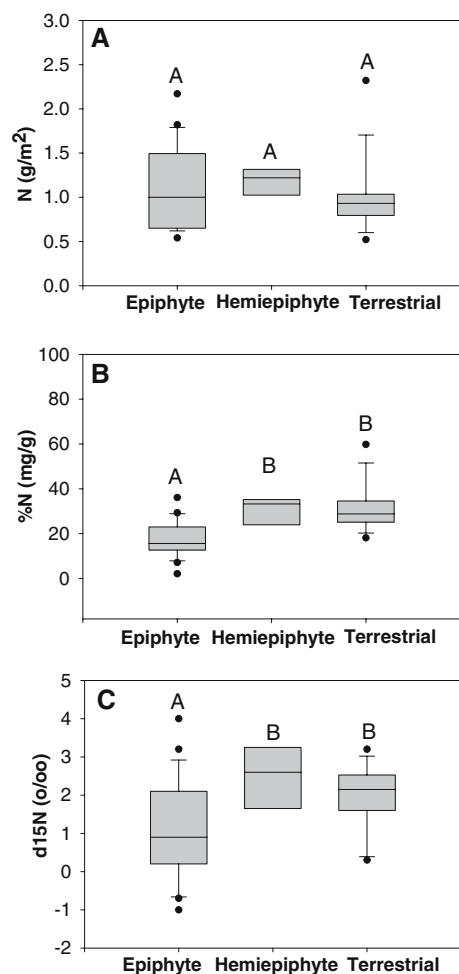 A
N (g/m²)
3.0
2.5
2.0
1.5
1.0
0.5
0.0
A
A
A
Epiphyte Hemiepiphyte Terrestrial
B
%N (mg/g)
100
80
60
40
20
0
A
B
B
Epiphyte Hemiepiphyte Terrestrial
C
d15N (o/oo)
5
4
3
2
1
0
-1
-2
A
B
B
Epiphyte Hemiepiphyte Terrestrial